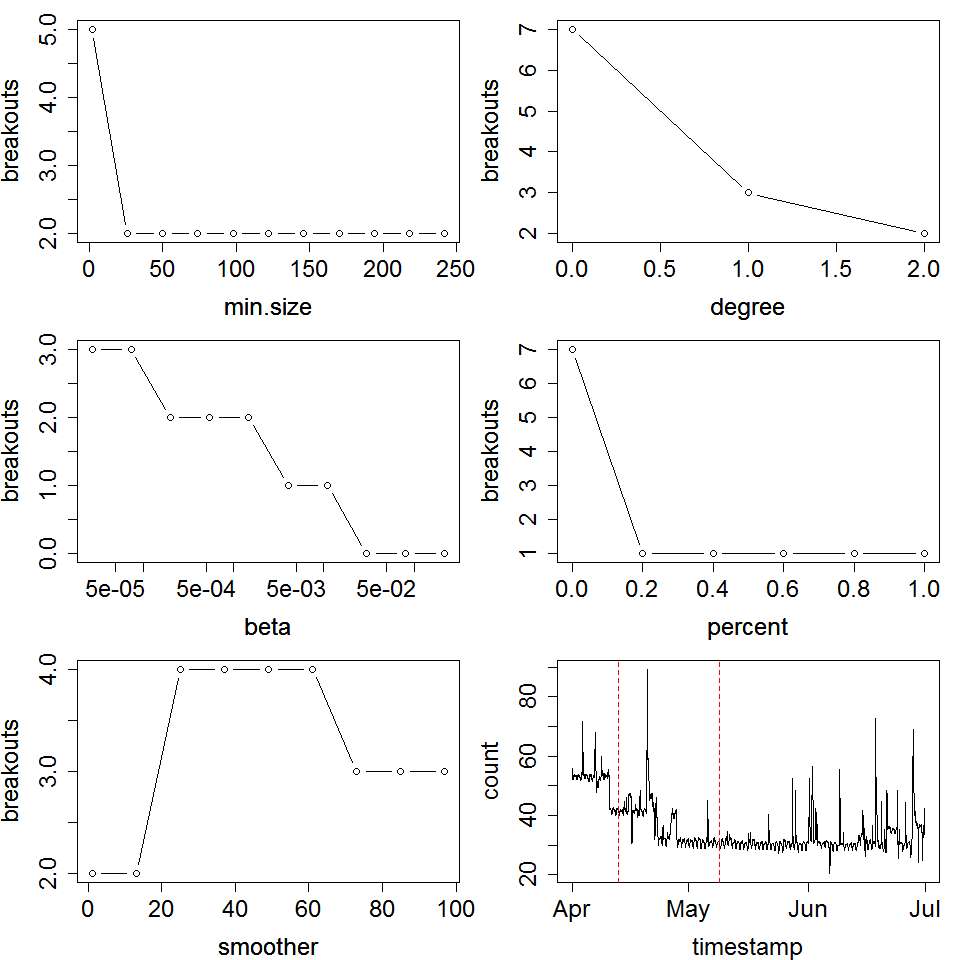 breakouts
5.0
4.0
3.0
2.0
0 50 100 150 200 250
min.size
breakouts
7
6
5
4
3
2
0.0 0.5 1.0 1.5 2.0
degree
breakouts
3.0
2.0
1.0
0.0
5e-05 5e-04 5e-03 5e-02
beta
breakouts
7
6
5
4
3
2
1
0.0 0.2 0.4 0.6 0.8 1.0
percent
breakouts
4.0
3.0
2.0
0 20 40 60 80 100
smoother
count
80
60
40
20
Apr May Jun Jul
timestamp